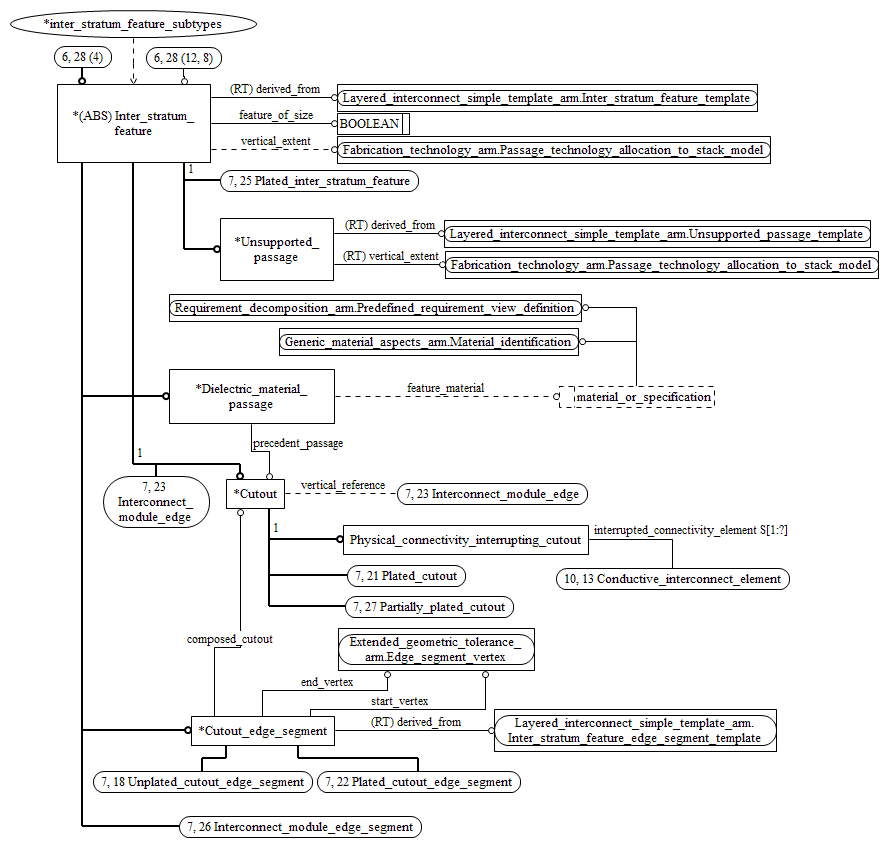 *inter_stratum_feature_subtypes
6, 28 (4)
6, 28 (12, 8)
*(ABS) Inter_stratum_
feature
(RT) derived_from
Layered_interconnect_simple_template_arm.Inter_stratum_feature_template
feature_of_size
BOOLEAN
vertical_extent
Fabrication_technology_arm.Passage_technology_allocation_to_stack_model
1
7, 25 Plated_inter_stratum_feature
*Unsupported_
passage
(RT) derived_from
Layered_interconnect_simple_template_arm.Unsupported_passage_template
(RT) vertical_extent
Fabrication_technology_arm.Passage_technology_allocation_to_stack_model
Requirement_decomposition_arm.Predefined_requirement_view_definition
Generic_material_aspects_arm.Material_identification
*Dielectric_material_
passage
feature_material
material_or_specification
precedent_passage
1
7, 23
Interconnect_
module_edge
*Cutout
vertical_reference
7, 23 Interconnect_module_edge
1
Physical_connectivity_interrupting_cutout
interrupted_connectivity_element S[1:?]
10, 13 Conductive_interconnect_element
7, 21 Plated_cutout
7, 27 Partially_plated_cutout
composed_cutout
Extended_geometric_tolerance_
arm.Edge_segment_vertex
end_vertex
start_vertex
*Cutout_edge_segment
(RT) derived_from
Layered_interconnect_simple_template_arm.
Inter_stratum_feature_edge_segment_template
7, 18 Unplated_cutout_edge_segment
7, 22 Plated_cutout_edge_segment
7, 26 Interconnect_module_edge_segment